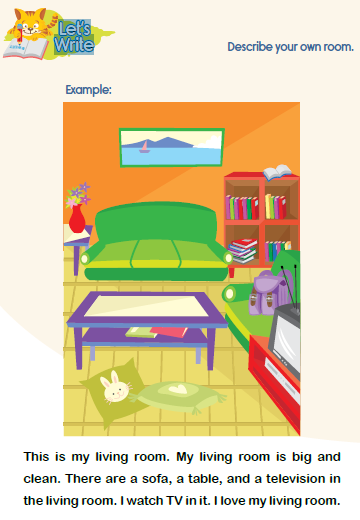 Let's
Write
Describe your own room.
Example:
This is my living room. My living room is big and
clean. There are a sofa, a table, and a television in
the living room. I watch TV in it. I love my living room.